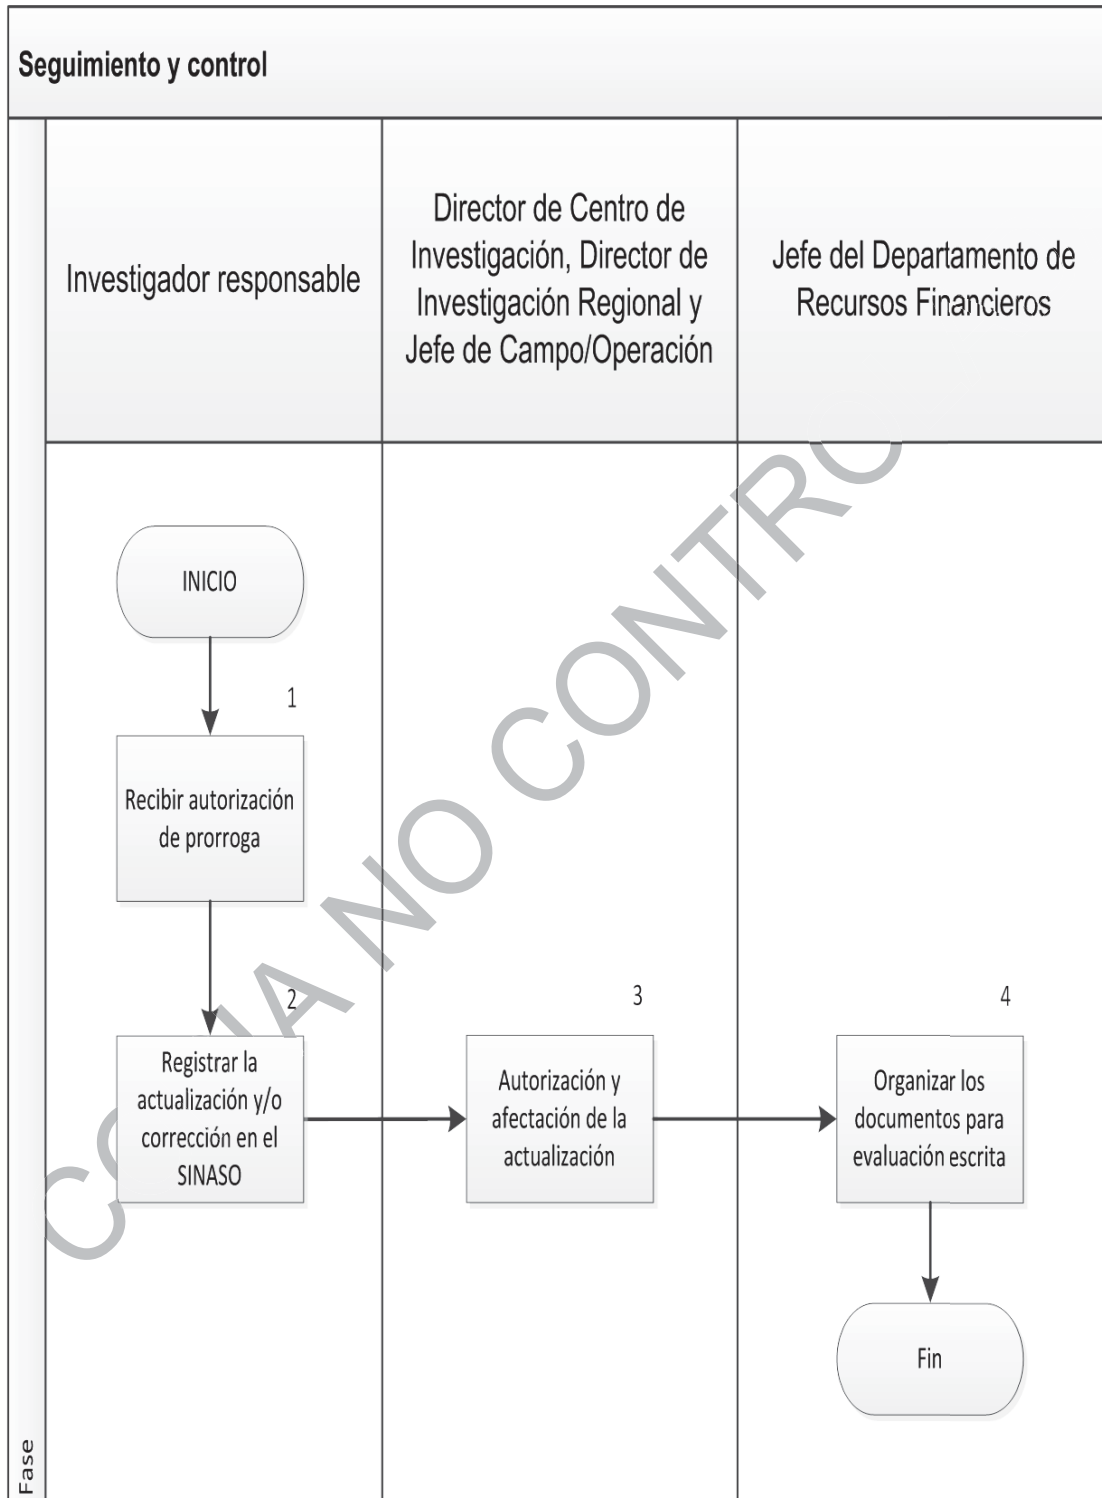 Seguimiento y control
Investigador responsable
Director de Centro de
Investigación, Director de
Investigación Regional y
Jefe de Campo/Operación
Jefe del Departamento de
Recursos Financieros
INICIO
1
Recibir autorización
de prorroga
2
Registrar la
actualización y/o
corrección en el
SINASO
3
Autorización y
afectación de la
actualización
4
Organizar los
documentos para
evaluación escrita
Fin
Fase
NO